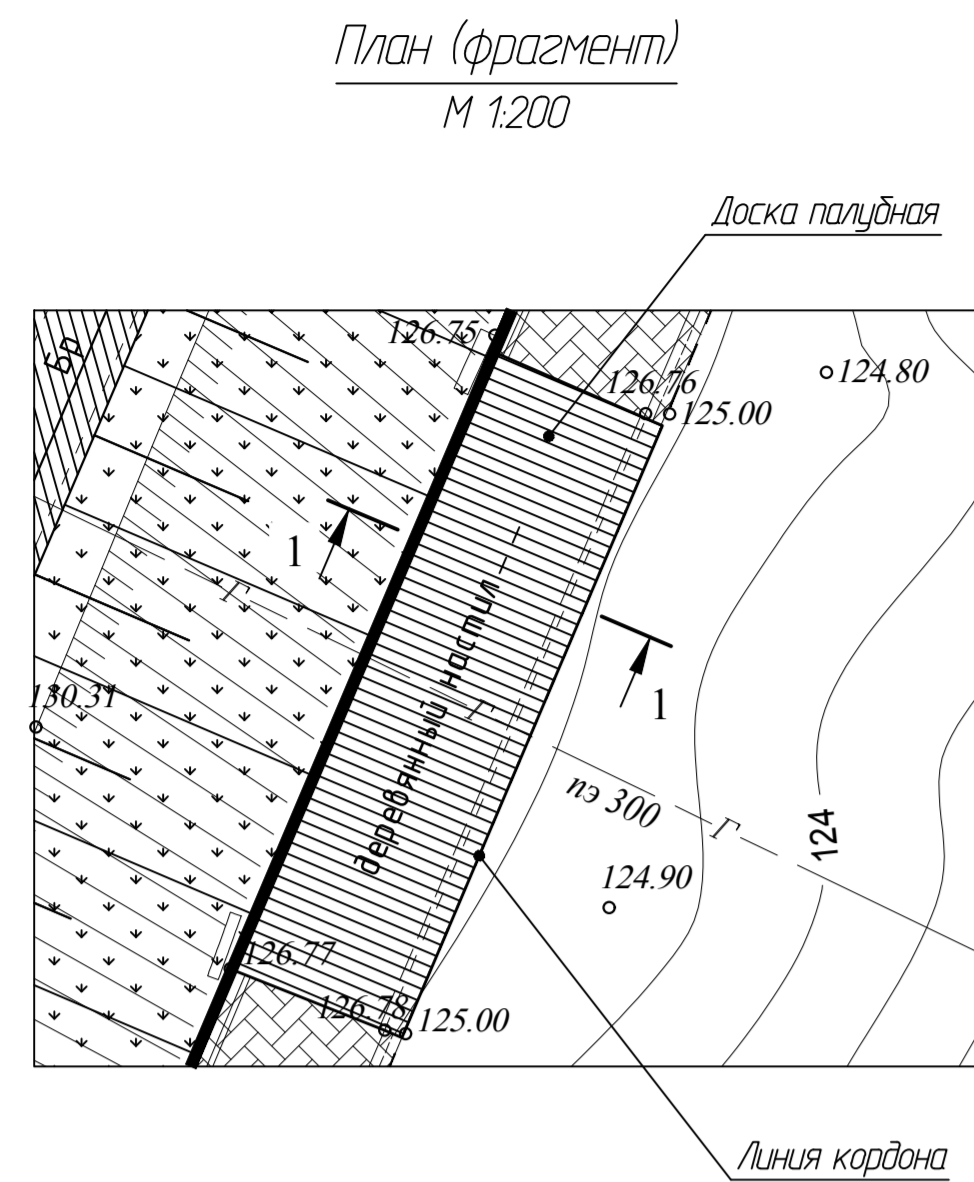 План (фрагмент)
М 1:200
Доска палубная
Бр
126.75
126.76
124.80
125.00
1
Г
130.31
деревянный настил
Г
1
пэ 300
Г
124
124.90
126.77
126.78
125.00
Линия кордона